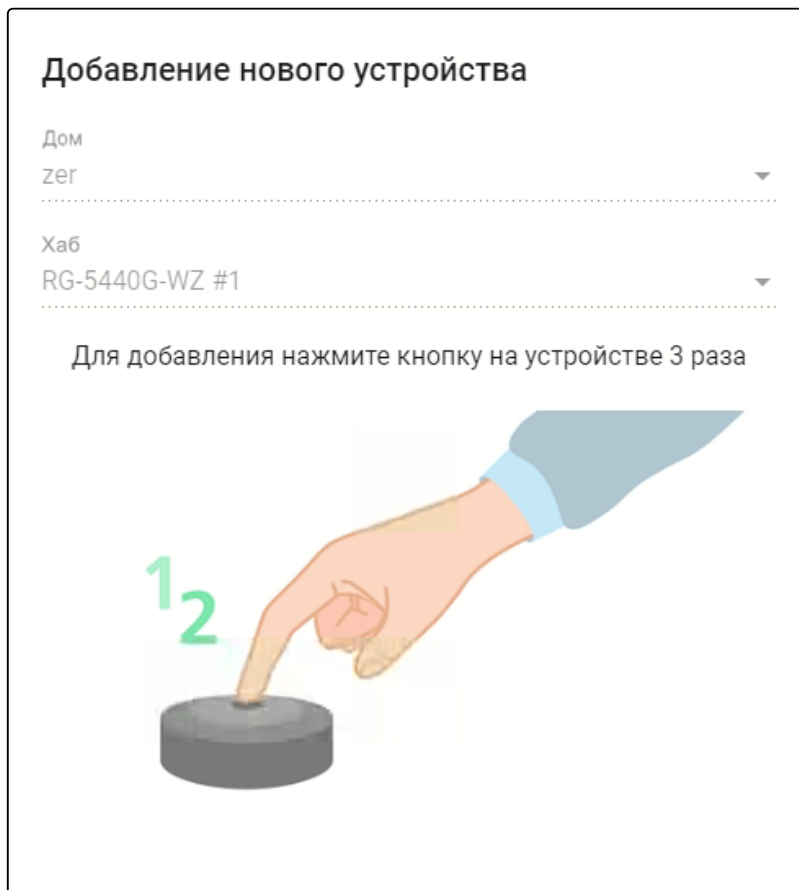 Добавление нового устройства
Дом
zer
Хаб
RG-5440G-WZ #1
Для добавления нажмите кнопку на устройстве 3 раза
1
2